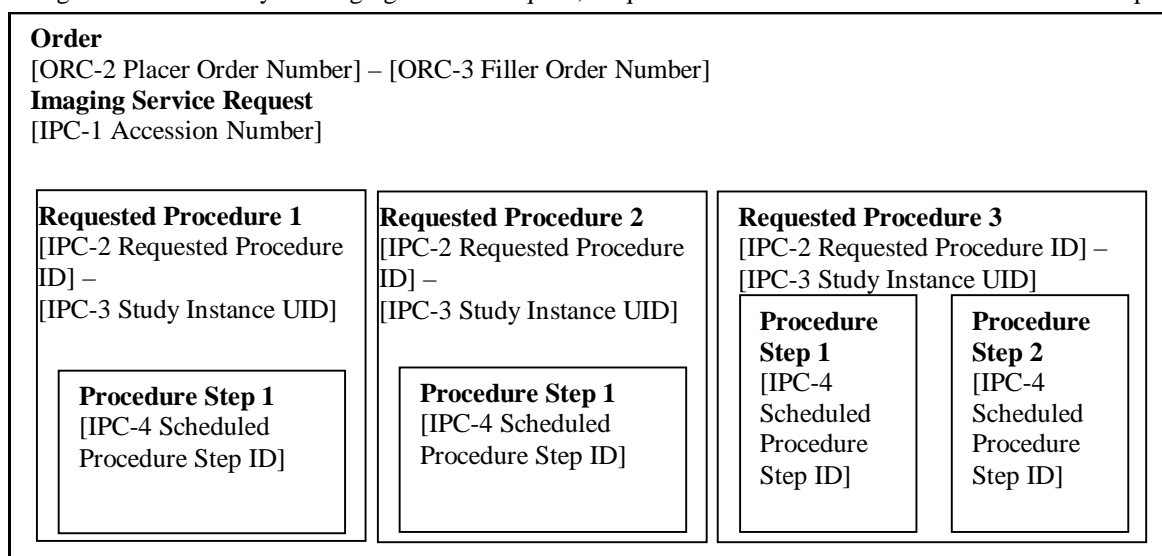 Order
[ORC-2 Placer Order Number] – [ORC-3 Filler Order Number]
Imaging Service Request
[IPC-1 Accession Number]
Requested Procedure 1
[IPC-2 Requested Procedure
ID] –
[IPC-3 Study Instance UID]
Procedure Step 1
[IPC-4 Scheduled
Procedure Step ID]
Requested Procedure 2
[IPC-2 Requested Procedure
ID] –
[IPC-3 Study Instance UID]
Procedure Step 1
[IPC-4 Scheduled
Procedure Step ID]
Requested Procedure 3
[IPC-2 Requested Procedure ID] –
[IPC-3 Study Instance UID]
Procedure
Step 1
[IPC-4
Scheduled
Procedure
Step ID]
Procedure
Step 2
[IPC-4
Scheduled
Procedure
Step ID]